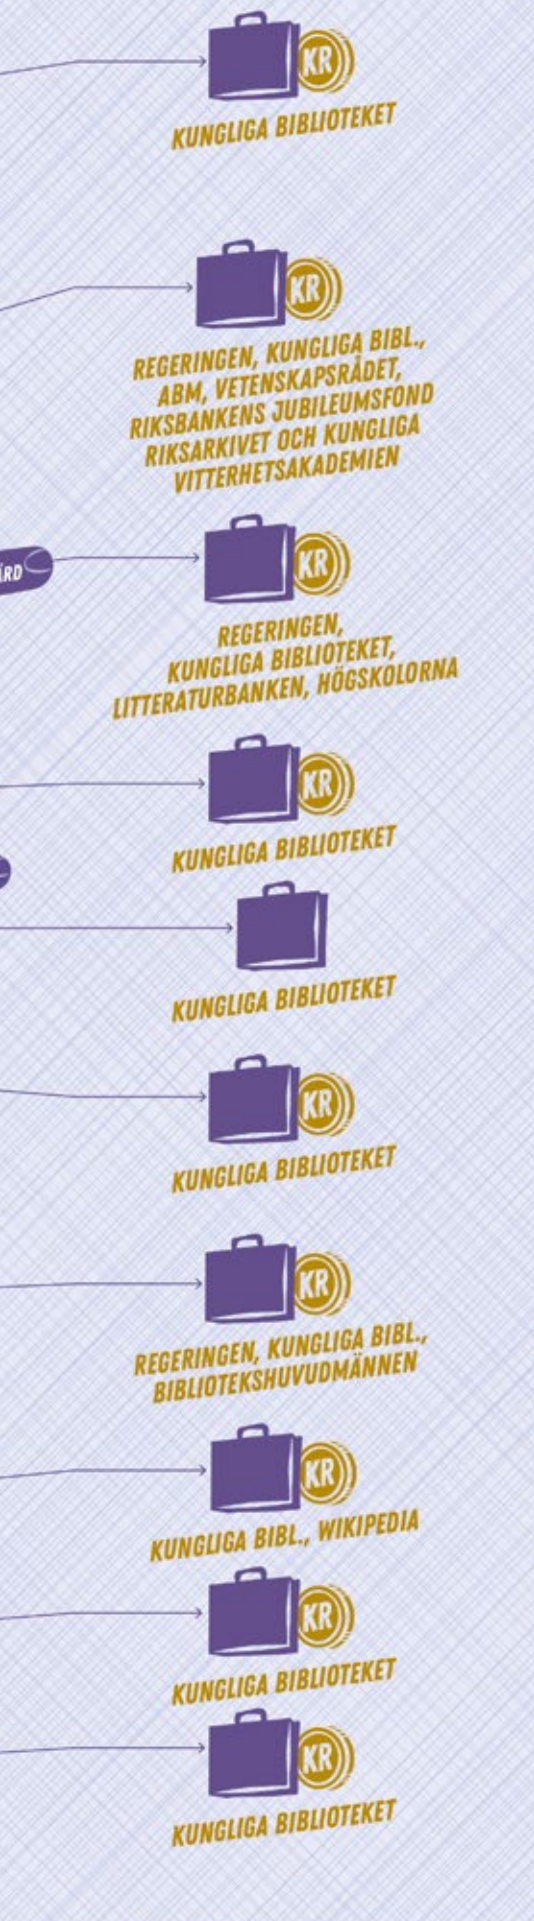 KR
KUNGLIGA BIBLIOTEKET
KR
REGERINGEN, KUNGLIGA BIBL.,
ABM, VETENSKAPSRÅDET,
RIKSBANKENS JUBILEUMSFOND
RIKSARKIVET OCH KUNGLIGA
VITTERHETSAKADEMIEN
KR
REGERINGEN,
KUNGLIGA BIBLIOTEKET,
LITTERATURBANKEN, HÖGSKOLORNA
KR
KUNGLIGA BIBLIOTEKET
KUNGLIGA BIBLIOTEKET
KR
KUNGLIGA BIBLIOTEKET
KR
REGERINGEN, KUNGLIGA BIBL.,
BIBLIOTEKSHUVUDMÄNNEN
KR
KUNGLIGA BIBL., WIKIPEDIA
KR
KUNGLIGA BIBLIOTEKET
KR
KUNGLIGA BIBLIOTEKET